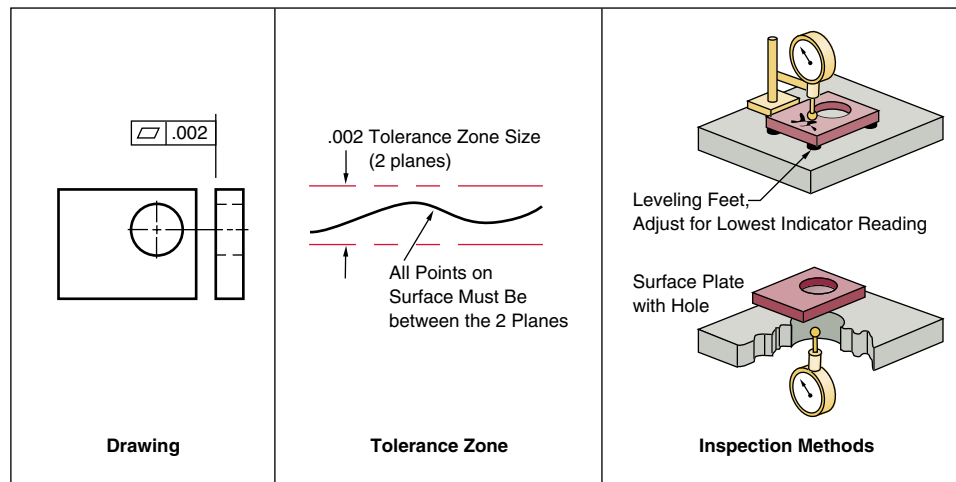 .002
Drawing
.002 Tolerance Zone Size
(2 planes)
All Points on
Surface Must Be
between the 2 Planes
Tolerance Zone
Leveling Feet,
Adjust for Lowest Indicator Reading
Surface Plate
with Hole
Inspection Methods